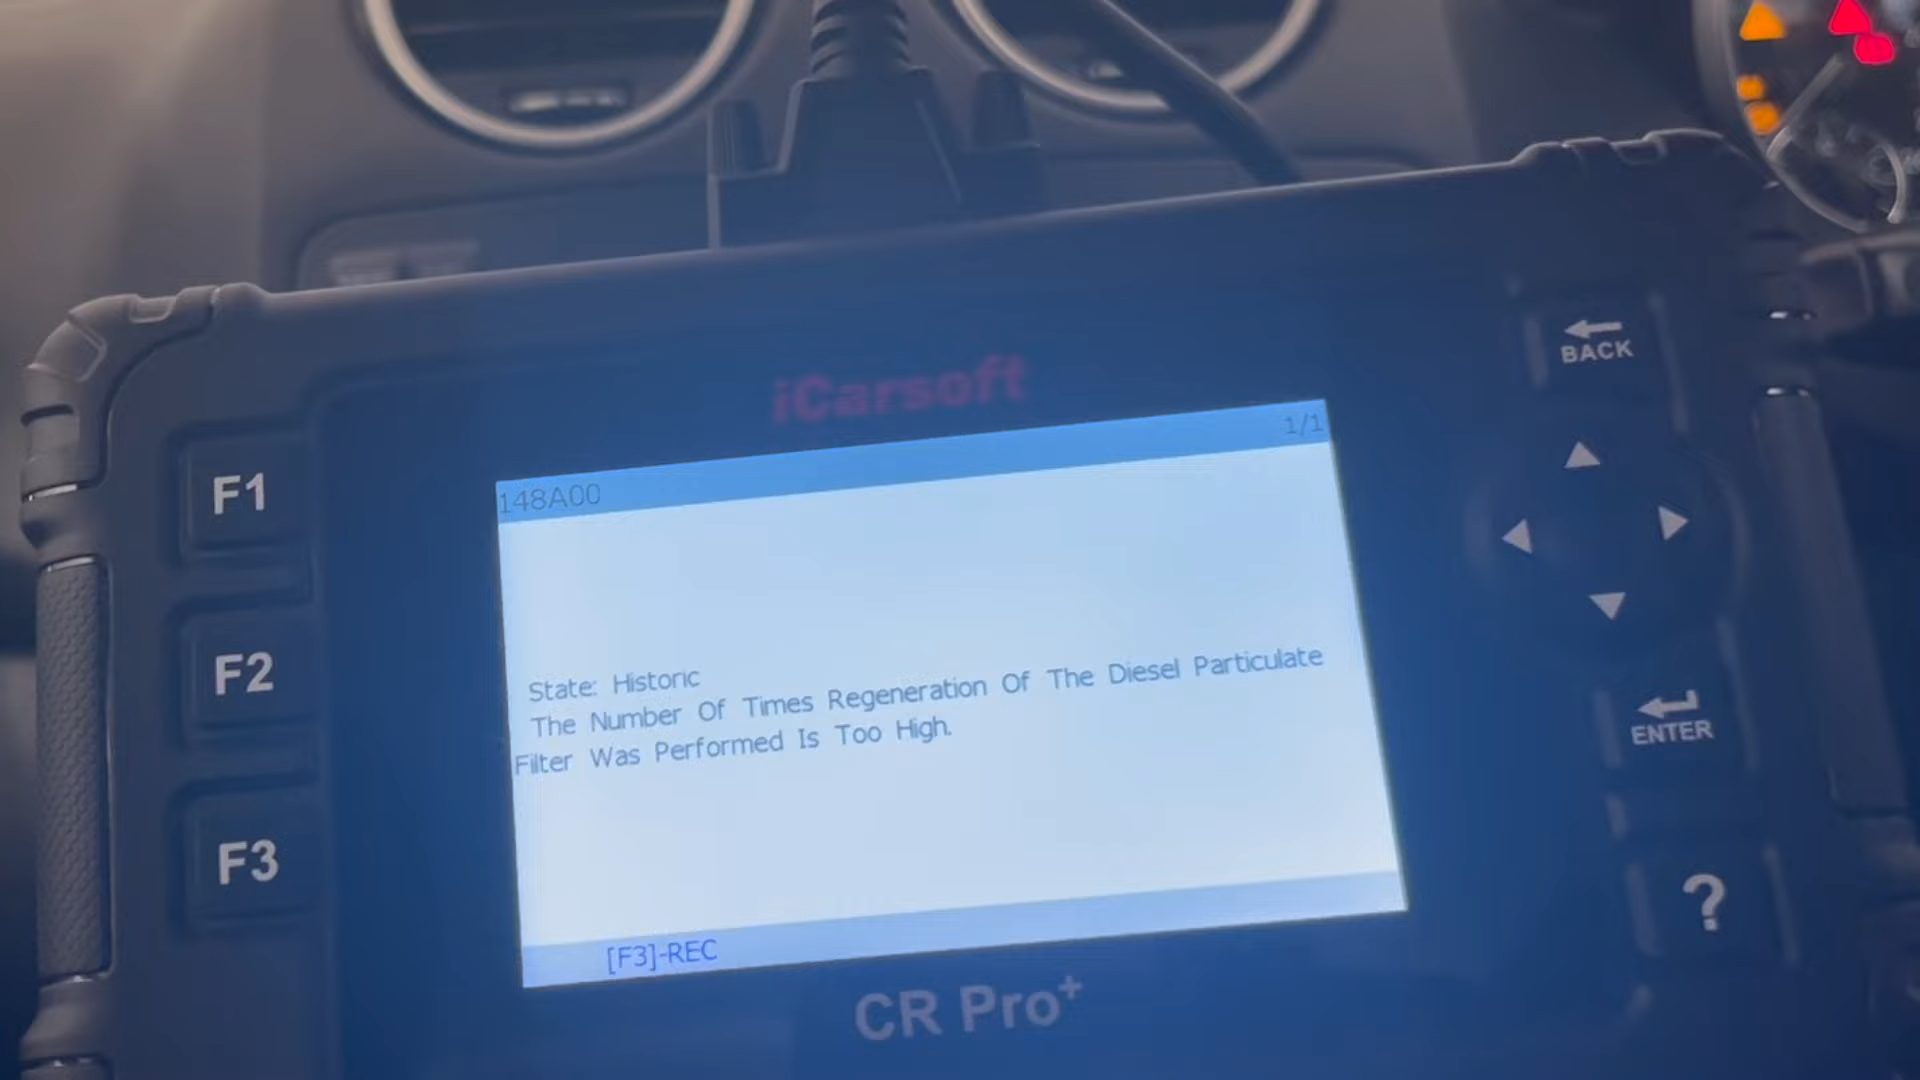 iCarsoft
148A00 1/1
State: Historic
The Number Of Times Regeneration Of The Diesel Particulate
Filter Was Performed Is Too High.
[F3]-REC
CR Pro+
F1
F2
F3
BACK
ENTER
?